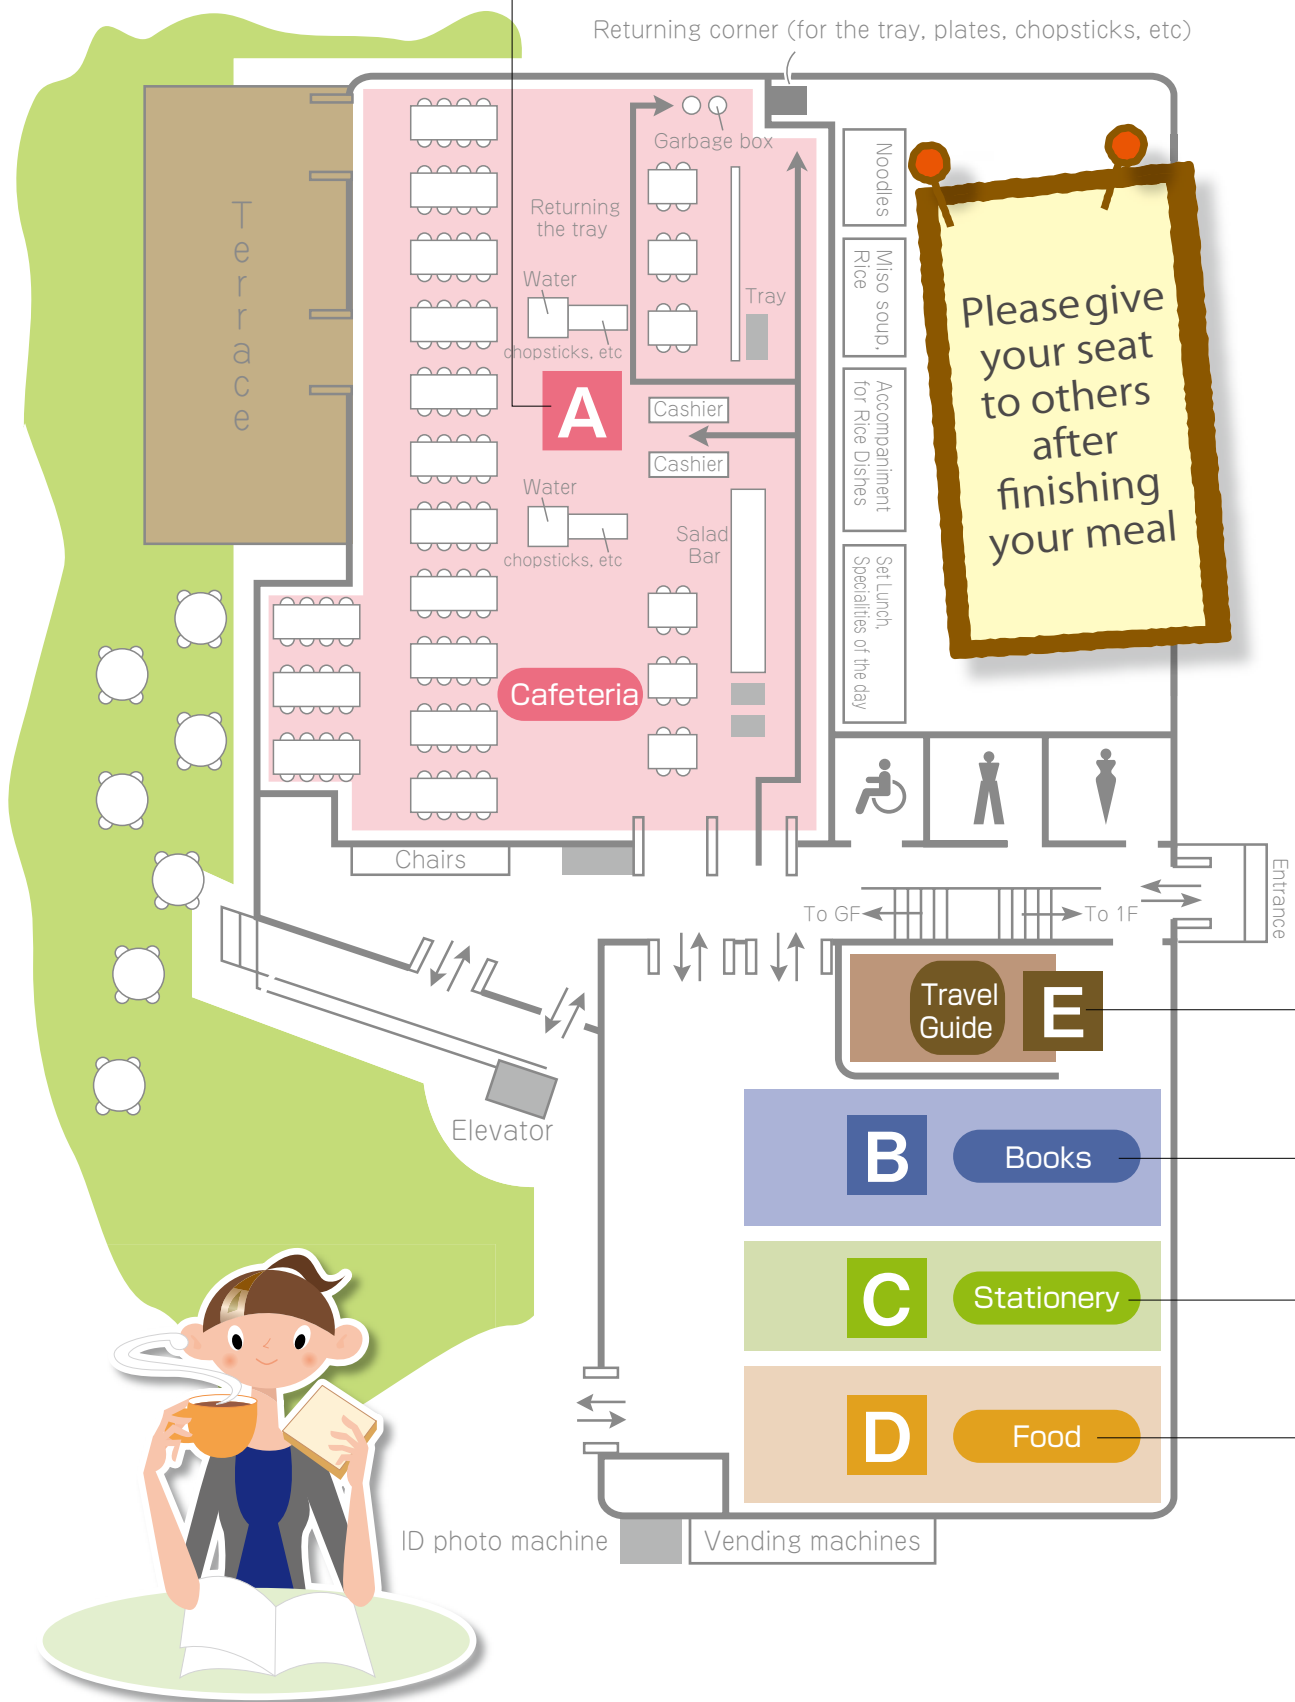 Returning corner (for the tray, plates, chopsticks, etc)
Garbage box
Terrace
Returning
the tray
Water
chopsticks, etc
Tray
Noodles
Miso soup,
Rice
Accompaniment
for Rice Dishes
Set Lunch,
Specialities of the day
Please give
your seat
to others
after
finishing
your meal
A
Cashier
Cashier
Water
chopsticks, etc
Salad
Bar
Cafeteria
Chairs
To GF
To 1F
Entrance
Travel
Guide
E
Elevator
B
Books
C
Stationery
D
Food
ID photo machine
Vending machines